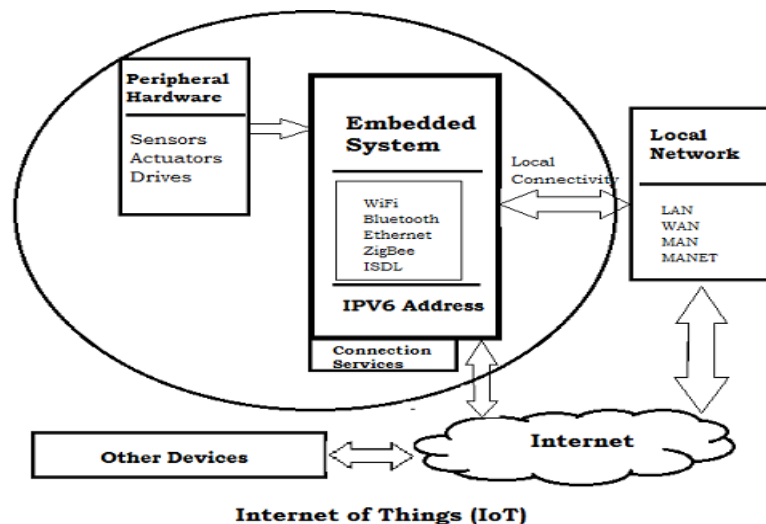 Peripheral
Hardware
Sensors
Actuators
Drives
Embedded
System
WiFi
Bluetooth
Ethernet
ZigBee
ISDL
IPV6 Address
Connection
Services
Local
Connectivity
Local
Network
LAN
WAN
MAN
MANET
Other Devices
Internet
Internet of Things (IoT)